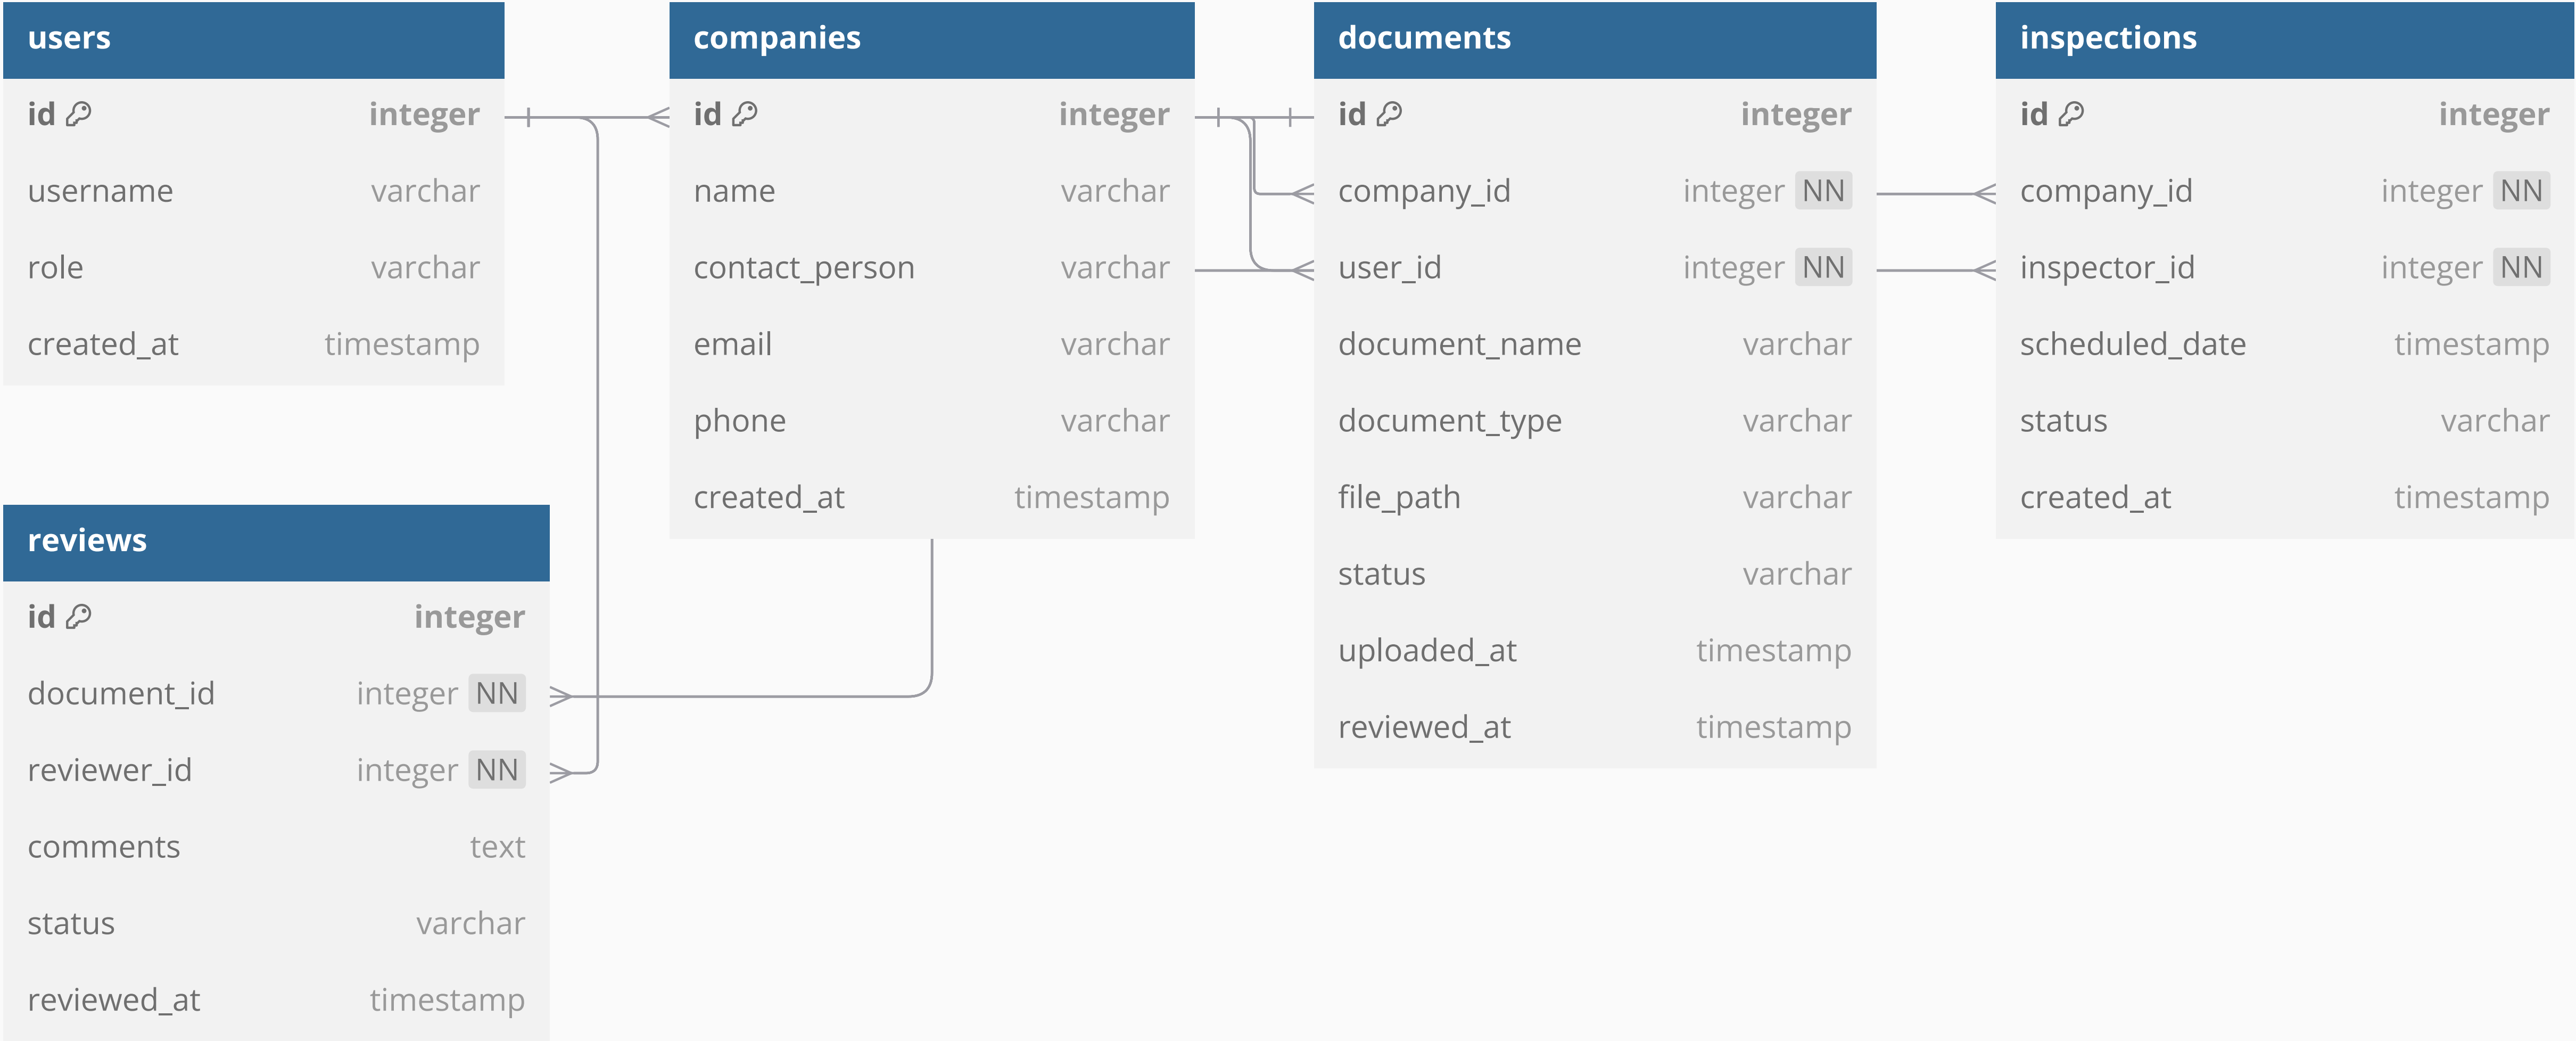 users
id integer
username varchar
role varchar
created_at timestamp
companies
id integer
name varchar
contact_person varchar
email varchar
phone varchar
created_at timestamp
documents
id integer
company_id integer NN
user_id integer NN
document_name varchar
document_type varchar
file_path varchar
status varchar
uploaded_at timestamp
reviewed_at timestamp
inspections
id integer
company_id integer NN
inspector_id integer NN
scheduled_date timestamp
status varchar
created_at timestamp
reviews
id integer
document_id integer NN
reviewer_id integer NN
comments text
status varchar
reviewed_at timestamp